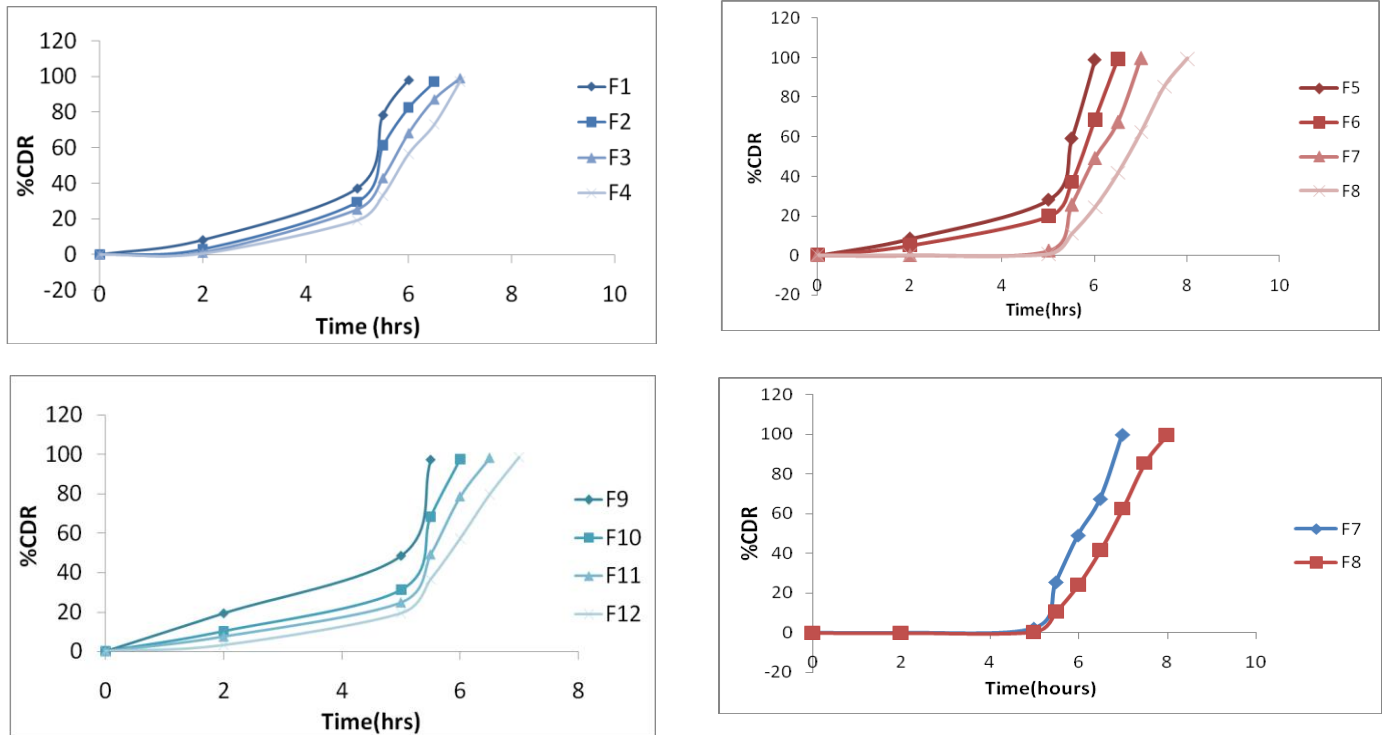 120
100
80
60
40
20
0
-20
%CDR
0 2 4 6 8 10
Time (hrs)
F1
F2
F3
F4
120
100
80
60
40
20
0
-20
%CDR
0 2 4 6 8 10
Time(hrs)
F5
F6
F7
F8
120
100
80
60
40
20
0
%CDR
0 2 4 6 8
Time(hrs)
F9
F10
F11
F12
120
100
80
60
40
20
0
-20
%CDR
0 2 4 6 8 10
Time(hours)
F7
F8